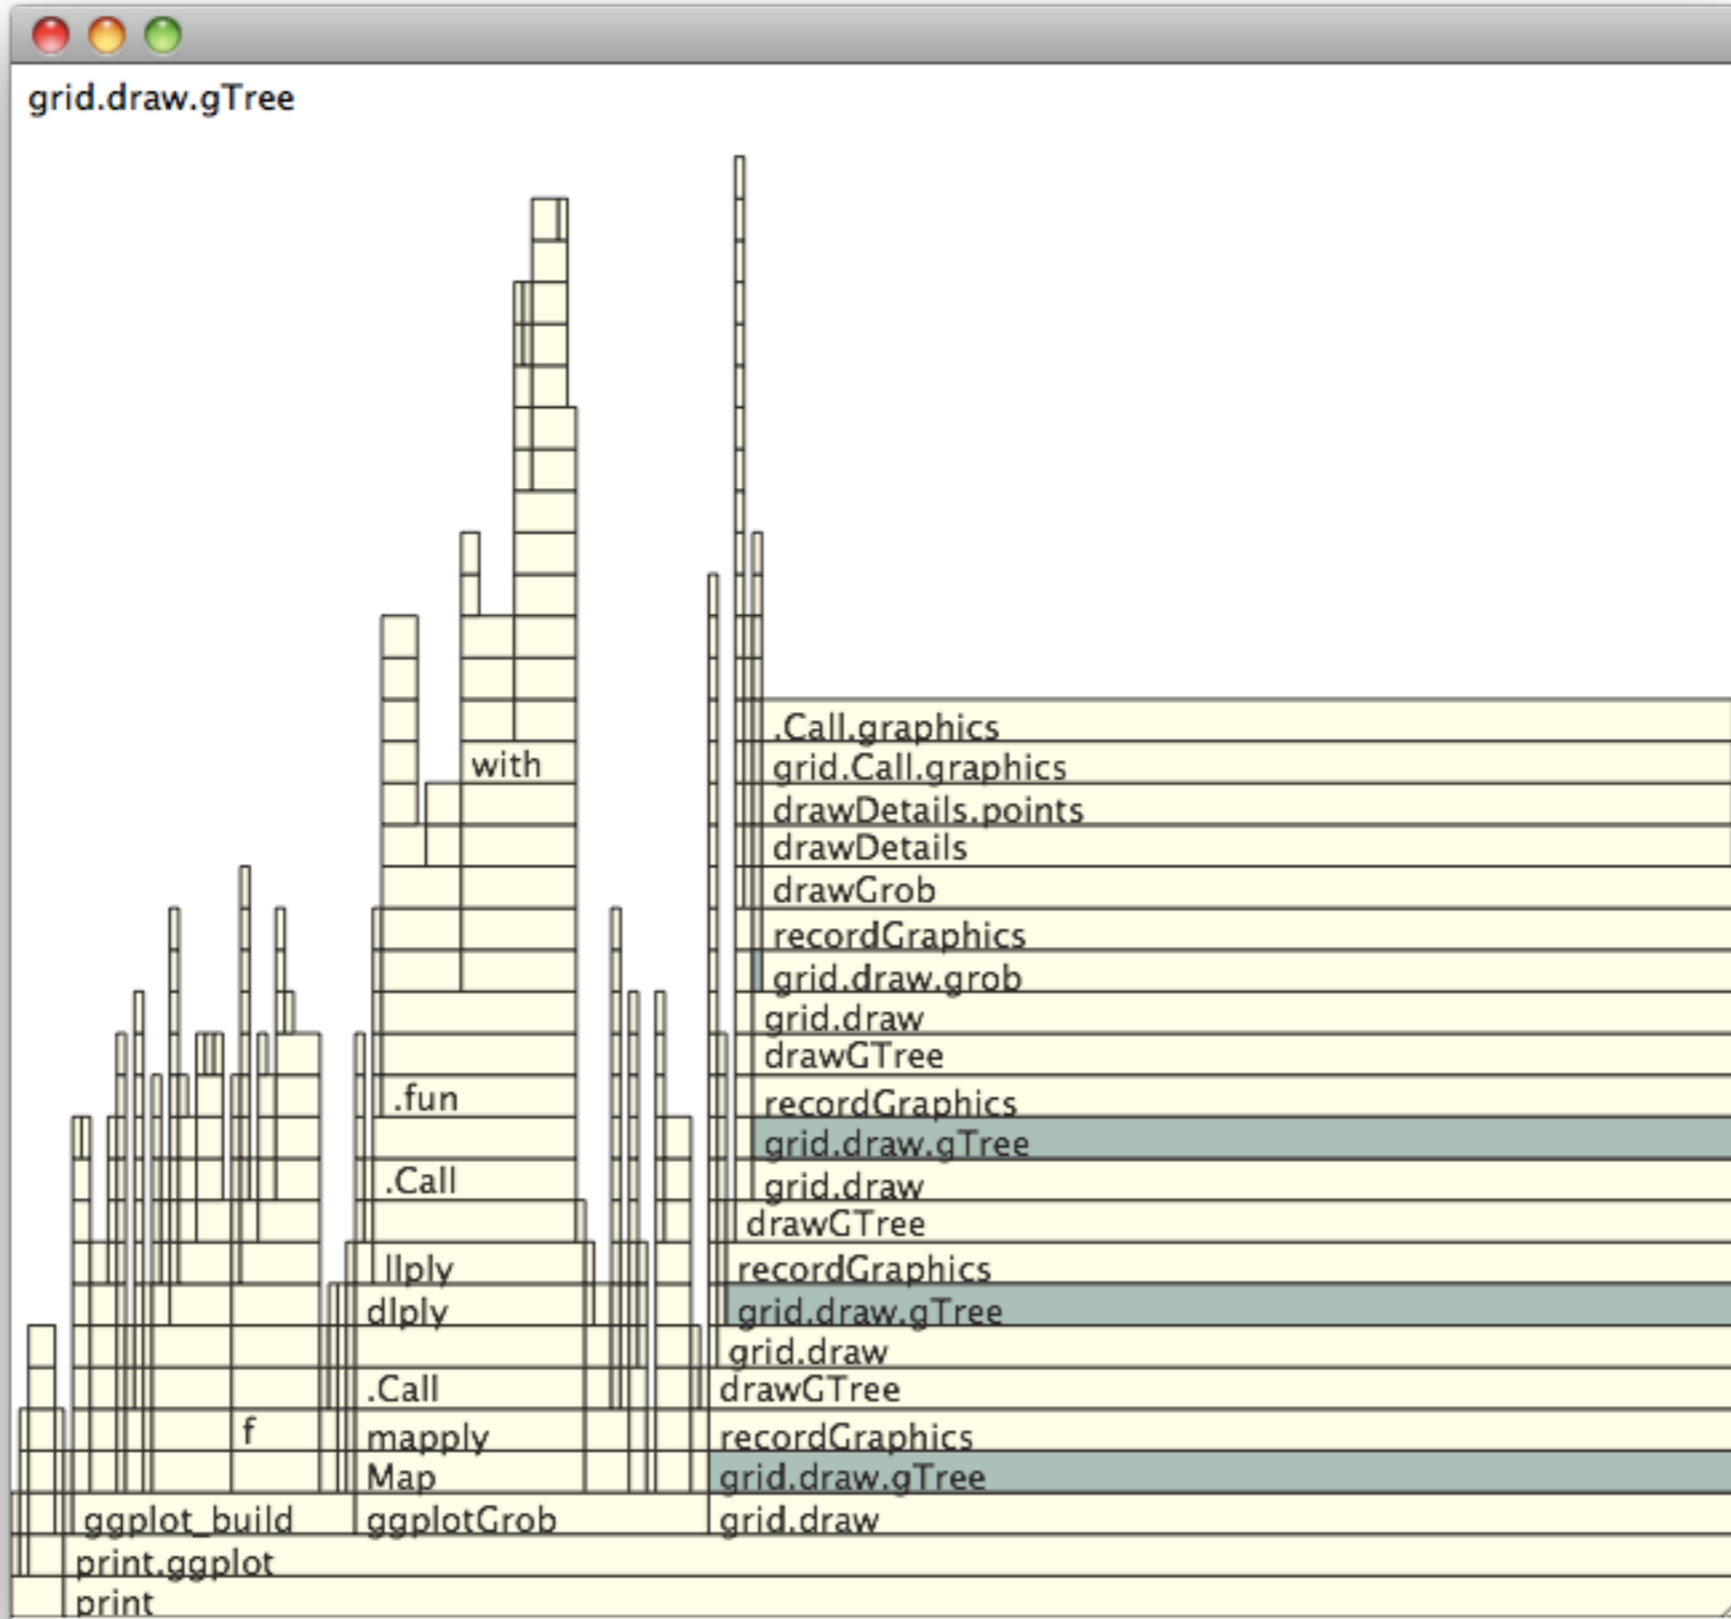 grid.draw.gTree
.Call.graphics
with
grid.Call.graphics
drawDetails.points
drawDetails
drawGrob
recordGraphics
grid.draw.grob
grid.draw
drawGTree
.fun
recordGraphics
grid.draw.gTree
.Call
grid.draw
drawGTree
llply
recordGraphics
dlply
grid.draw.gTree
grid.draw
.Call
drawGTree
f
mapply
recordGraphics
Map
grid.draw.gTree
ggplot_build
ggplotGrob
grid.draw
print.ggplot
print